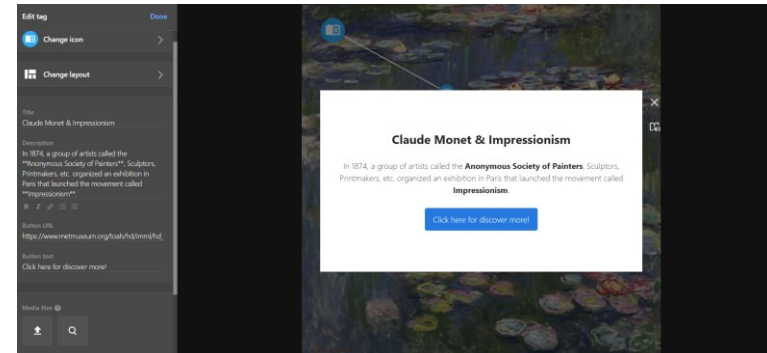 Edit tag
Done
Change icon
Change layout
Title
Claude Monet & Impressionism
Description
In 1874, a group of artists called the
**Anonymous Society of Painters**, Sculptors,
Printmakers, etc. organized an exhibition in
Paris that launched the movement called
**Impressionism**
B I
Button URL
https://www.metmuseum.org/toah/hd/imml/hd_
Button text
Click here for discover more!
Media files
Claude Monet & Impressionism
In 1874, a group of artists called the Anonymous Society of Painters, Sculptors,
Printmakers, etc. organized an exhibition in Paris that launched the movement called
Impressionism.
Click here for discover more!